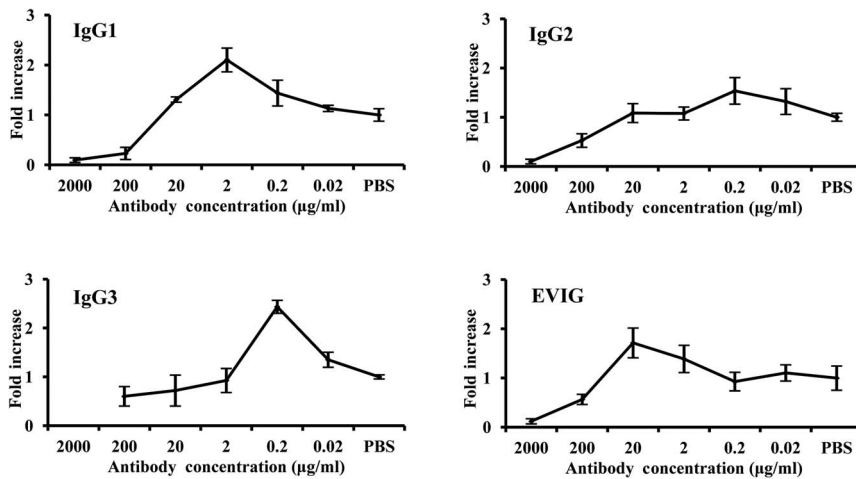 IgG1
Fold increase
3
2
1
0
2000 200 20 2 0.2 0.02 PBS
Antibody concentration (µg/ml)
IgG2
Fold increase
3
2
1
0
2000 200 20 2 0.2 0.02 PBS
Antibody concentration (µg/ml)
IgG3
Fold increase
3
2
1
0
2000 200 20 2 0.2 0.02 PBS
Antibody concentration (µg/ml)
EVIG
Fold increase
3
2
1
0
2000 200 20 2 0.2 0.02 PBS
Antibody concentration (µg/ml)